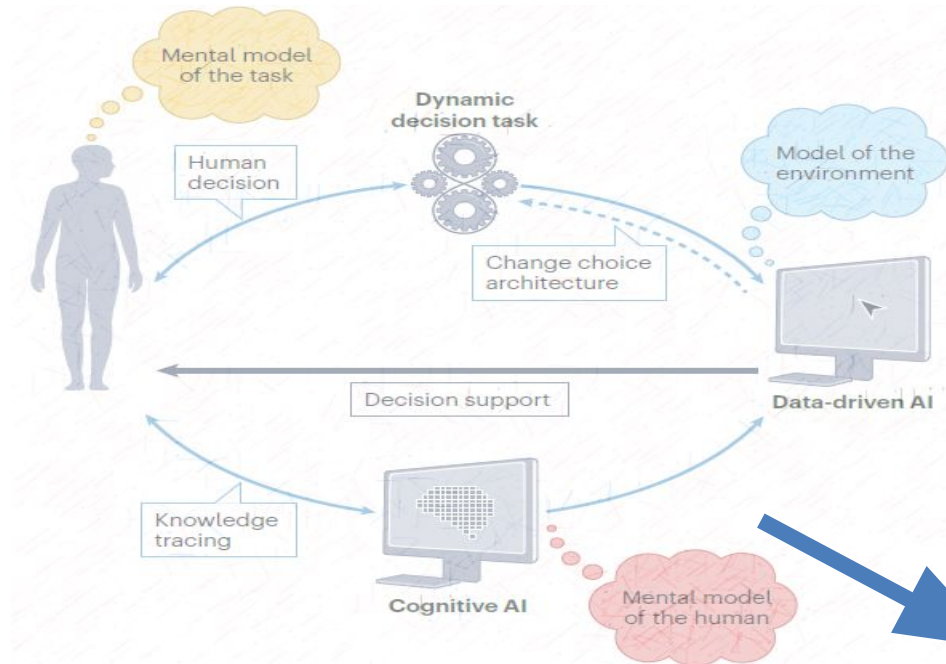 Mental model
of the task
Dynamic
decision task
Human
decision
Model of the
environment
Change choice
architecture
Decision support
Data-driven AI
Knowledge
tracing
Cognitive AI
Mental model
of the human